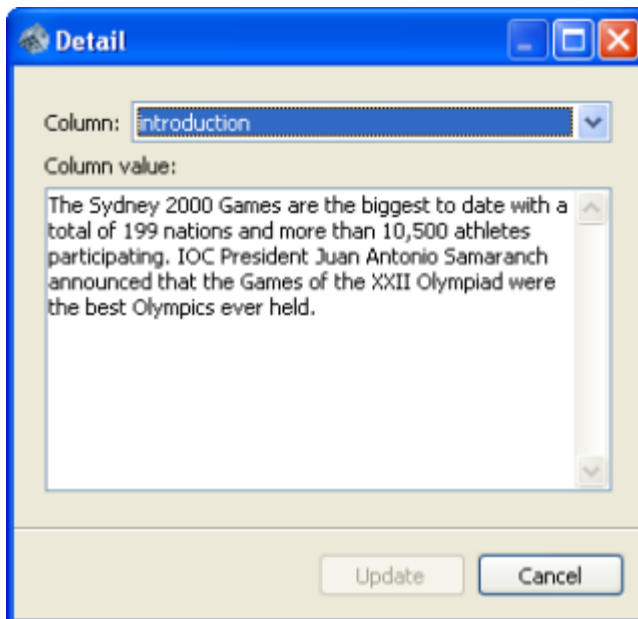 Detail
Column: introduction
Column value:
The Sydney 2000 Games are the biggest to date with a
total of 199 nations and more than 10,500 athletes
participating. IOC President Juan Antonio Samaranch
announced that the Games of the XXII Olympiad were
the best Olympics ever held.
Update Cancel